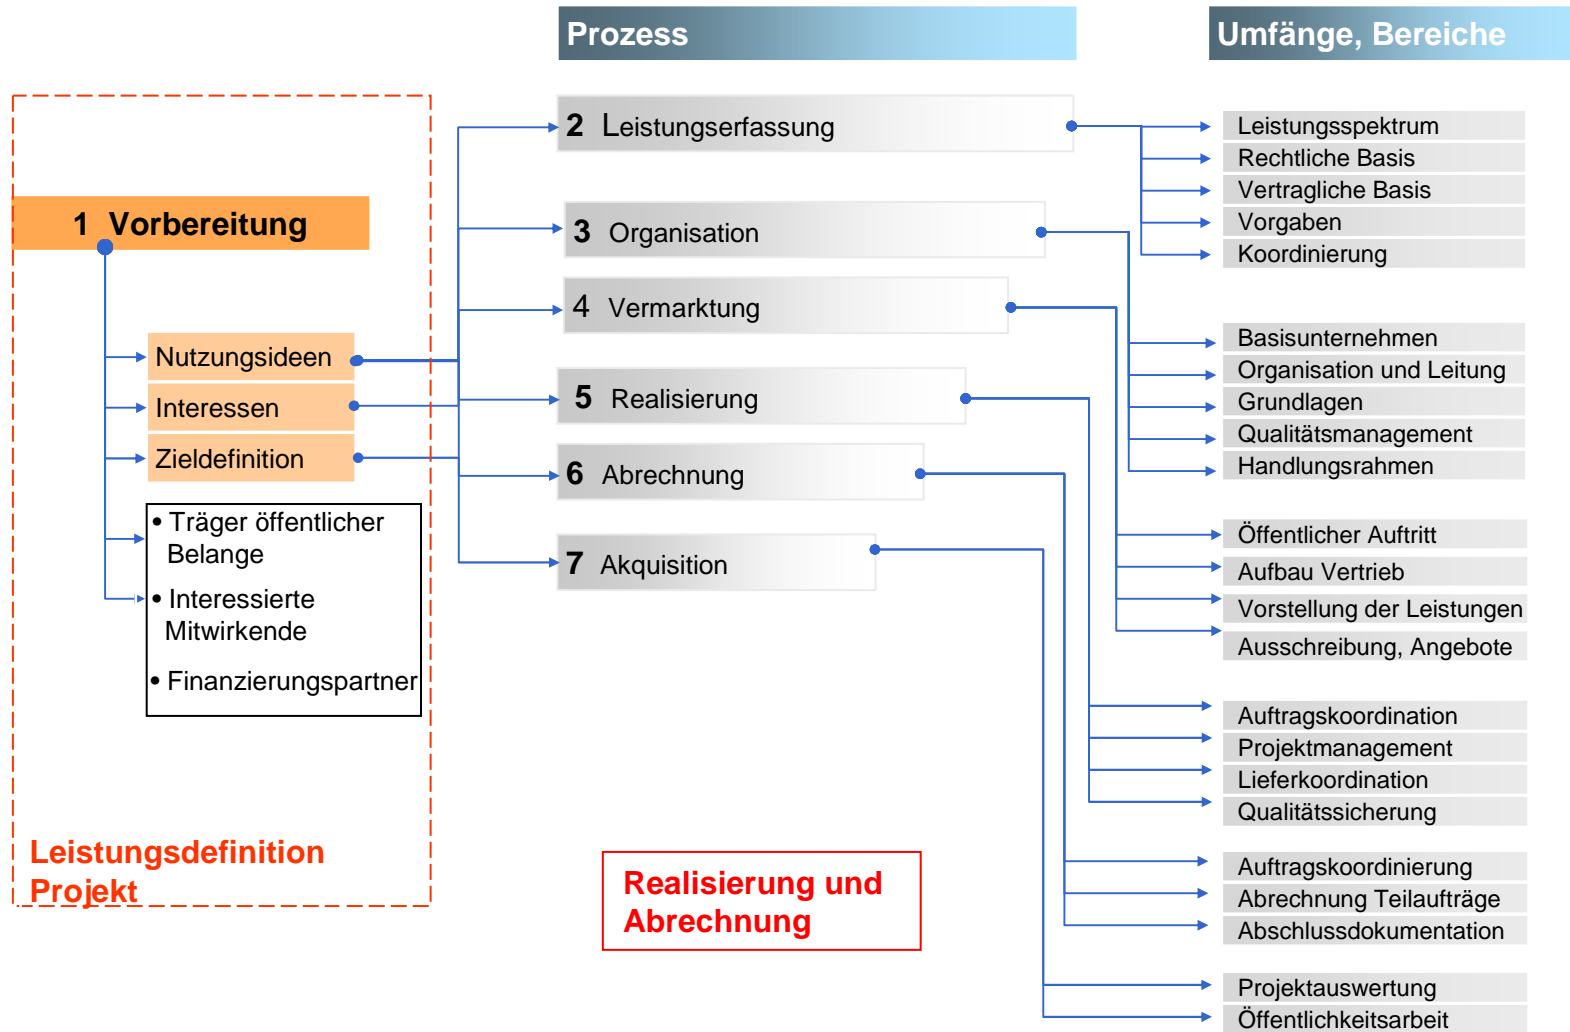 Prozess
Umfänge, Bereiche
1 Vorbereitung
Nutzungsideen
Interessen
Zieldefinition
• Träger öffentlicher
Belange
• Interessierte
Mitwirkende
• Finanzierungspartner
Leistungsdefinition
Projekt
2 Leistungserfassung
3 Organisation
4 Vermarktung
5 Realisierung
6 Abrechnung
7 Akquisition
Realisierung und
Abrechnung
Leistungsspektrum
Rechtliche Basis
Vertragliche Basis
Vorgaben
Koordinierung
Basisunternehmen
Organisation und Leitung
Grundlagen
Qualitätsmanagement
Handlungsrahmen
Öffentlicher Auftritt
Aufbau Vertrieb
Vorstellung der Leistungen
Ausschreibung, Angebote
Auftragskoordination
Projektmanagement
Lieferkoordination
Qualitätssicherung
Auftragskoordinierung
Abrechnung Teilaufträge
Abschlussdokumentation
Projektauswertung
Öffentlichkeitsarbeit